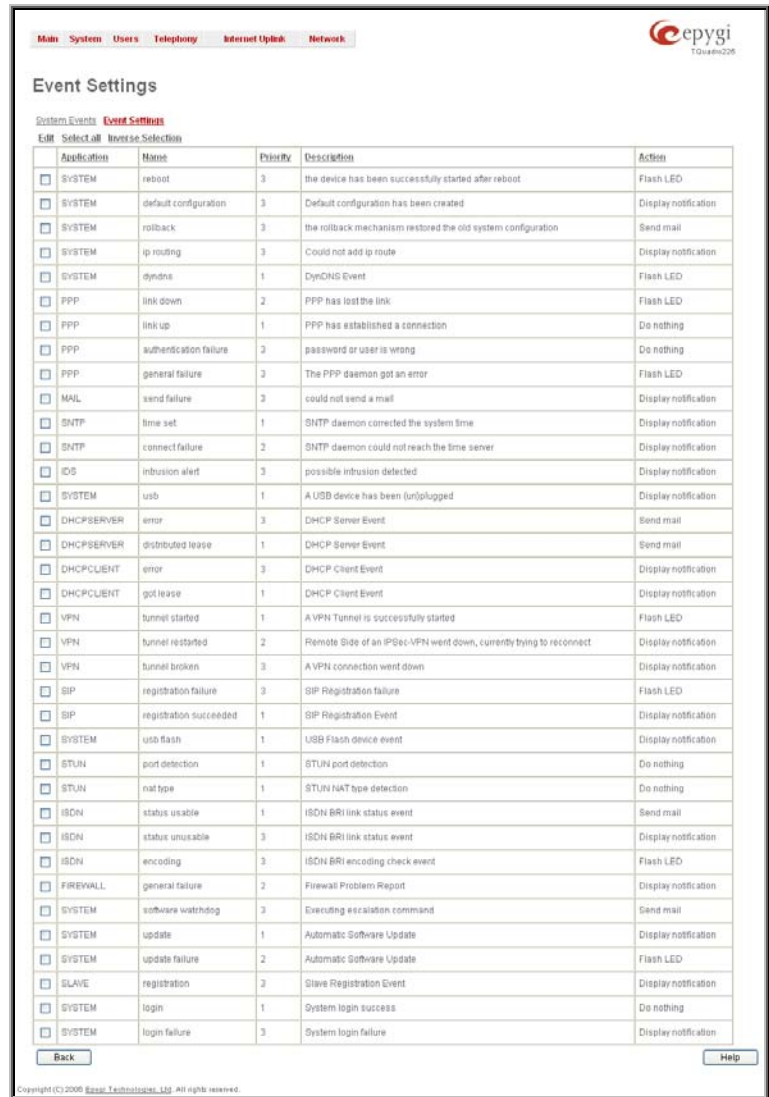 Main System Users Telephony Internet Uplink Network
epygi
TQuadro226
Event Settings
System Events Event Settings
Edit Select all Inverse Selection
Application Name Priority Description Action
SYSTEM reboot 3 the device has been successfully started after reboot Flash LED
SYSTEM default configuration 3 Default configuration has been created Display notification
SYSTEM rollback 3 the rollback mechanism restored the old system configuration Send mail
SYSTEM ip routing 3 Could not add ip route Display notification
SYSTEM dyndns 1 DynDNS Event Flash LED
PPP link down 2 PPP has lost the link Flash LED
PPP link up 1 PPP has established a connection Do nothing
PPP authentication failure 3 password or user is wrong Do nothing
PPP general failure 3 The PPP daemon got an error Flash LED
MAIL send failure 3 could not send a mail Display notification
SNTP time set 1 SNTP daemon corrected the system time Display notification
SNTP connect failure 2 SNTP daemon could not reach the time server Display notification
IDS intrusion alert 3 possible intrusion detected Display notification
SYSTEM usb 1 A USB device has been (un)plugged Display notification
DHCPSERVER error 3 DHCP Server Event Send mail
DHCPSERVER distributed lease 1 DHCP Server Event Send mail
DHCPCLIENT error 3 DHCP Client Event Display notification
DHCPCLIENT got lease 1 DHCP Client Event Display notification
VPN tunnel started 1 A VPN Tunnel is successfully started Flash LED
VPN tunnel restarted 2 Remote Side of an IPSec-VPN went down, currently trying to reconnect Display notification
VPN tunnel broken 3 A VPN connection went down Display notification
SIP registration failure 3 SIP Registration failure Flash LED
SIP registration succeeded 1 SIP Registration Event Display notification
SYSTEM usb flash 1 USB Flash device event Display notification
STUN port detection 1 STUN port detection Do nothing
STUN nat type 1 STUN NAT type detection Do nothing
ISDN status usable 1 ISDN BRI link status event Send mail
ISDN status unusable 3 ISDN BRI link status event Display notification
ISDN encoding 3 ISDN BRI encoding check event Flash LED
FIREWALL general failure 2 Firewall Problem Report Display notification
SYSTEM software watchdog 3 Executing escalation command Send mail
SYSTEM update 1 Automatic Software Update Display notification
SYSTEM update failure 2 Automatic Software Update Flash LED
SLAVE registration 3 Slave Registration Event Display notification
SYSTEM login 1 System login success Do nothing
SYSTEM login failure 3 System login failure Display notification
Back Help
Copyright (C) 2006 Epygi Technologies, Ltd. All rights reserved.